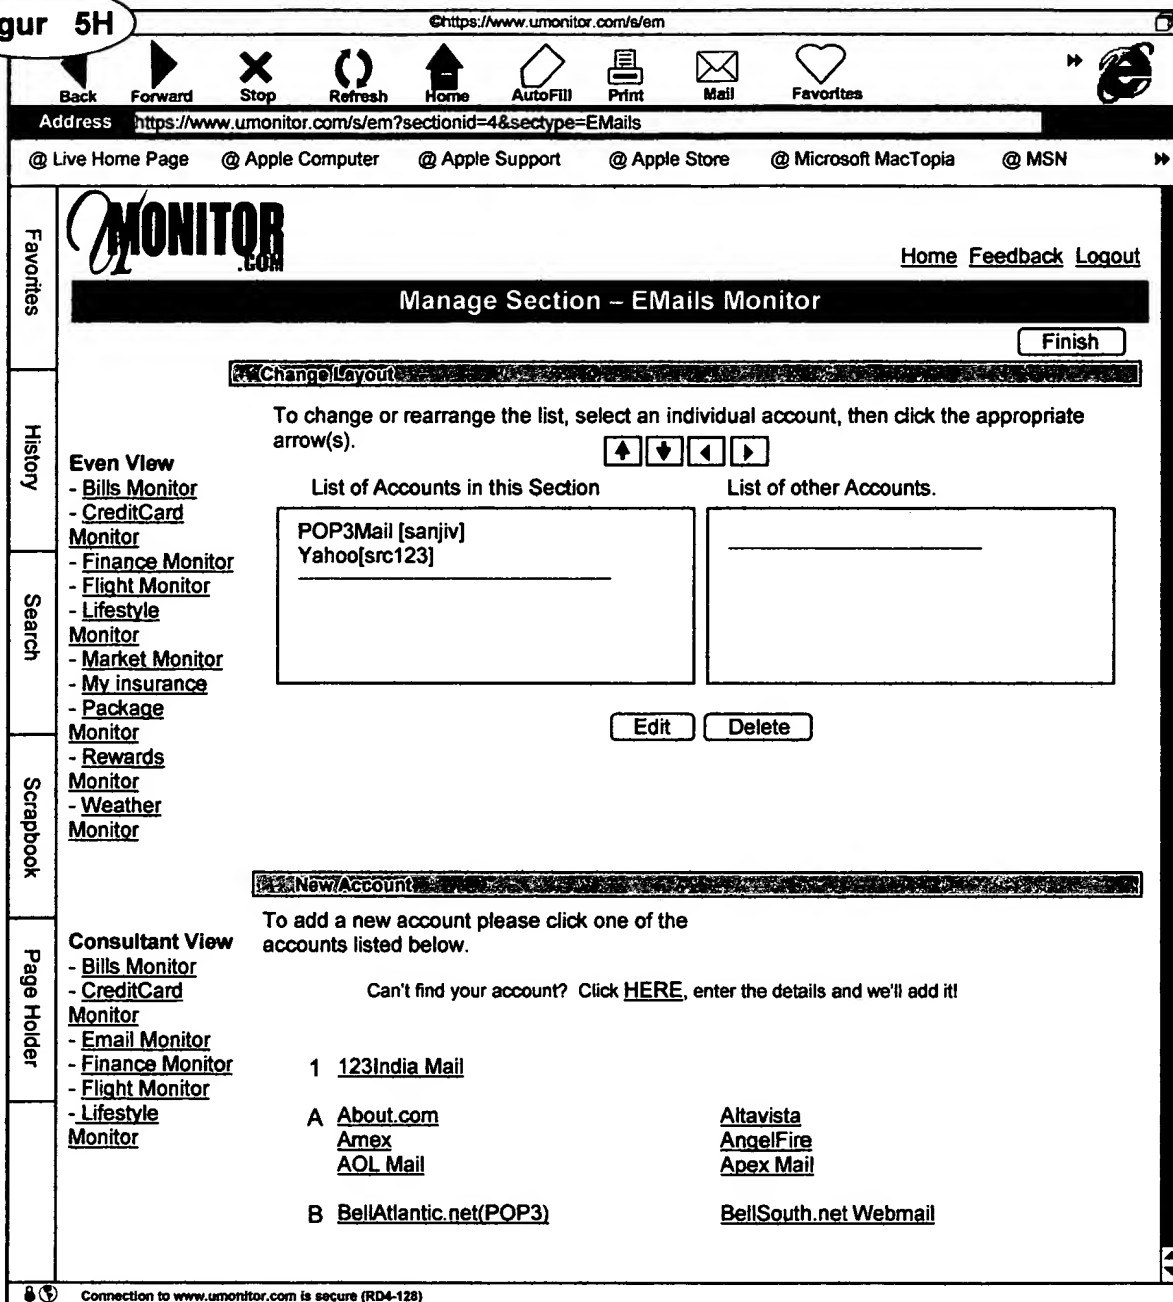 gur 5H
©https://www.umonitor.com/s/em
Back Forward Stop Refresh Home AutoFill Print Mail Favorites
Address https://www.umonitor.com/s/em?sectionid=4&sectype=EMails
@ Live Home Page @ Apple Computer @ Apple Support @ Apple Store @ Microsoft MacTopia @ MSN
Favorites
History
Search
Scrapbook
Page Holder
UMONITOR
.COM
Home Feedback Logout
Manage Section – EMails Monitor
Finish
Change Layout
To change or rearrange the list, select an individual account, then click the appropriate
arrow(s).
List of Accounts in this Section List of other Accounts.
POP3Mail [sanjiv]
Yahoo[src123]
Edit Delete
Even View
- Bills Monitor
- CreditCard
Monitor
- Finance Monitor
- Flight Monitor
- Lifestyle
Monitor
- Market Monitor
- My insurance
- Package
Monitor
- Rewards
Monitor
- Weather
Monitor
New Account
To add a new account please click one of the
accounts listed below.
Can't find your account? Click HERE, enter the details and we'll add it!
Consultant View
- Bills Monitor
- CreditCard
Monitor
- Email Monitor
- Finance Monitor
- Flight Monitor
- Lifestyle
Monitor
1 123India Mail
A About.com Altavista
Amex AngelFire
AOL Mail Apex Mail
B BellAtlantic.net(POP3) BellSouth.net Webmail
Connection to www.umonitor.com is secure (RD4-128)